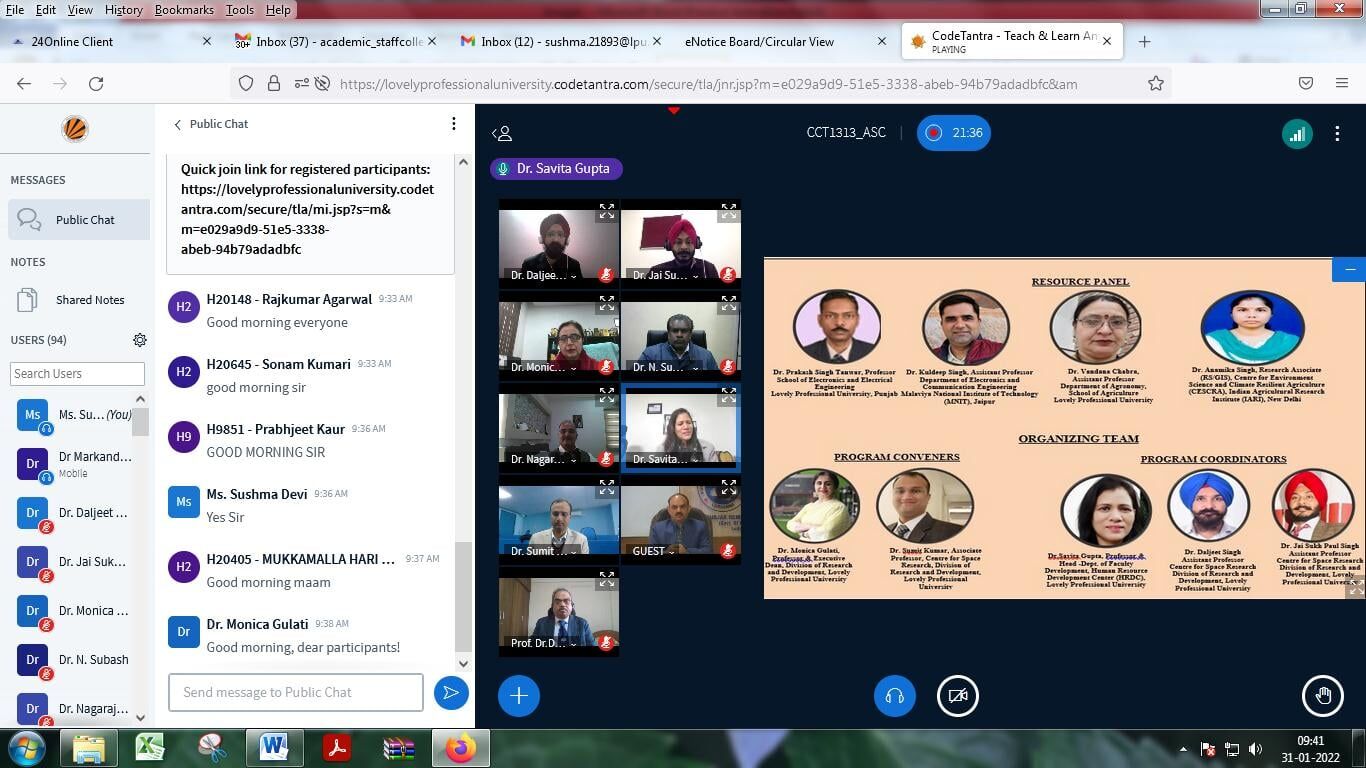 File Edit View History Bookmarks Tools Help
24Online Client
Inbox (37) - academic_staffcolle
Inbox (12) - sushma.21893@lpu
eNotice Board/Circular View
CodeTantra - Teach & Learn An
PLAYING
30+
https://lovelyprofessionaluniversity.codetantra.com/secure/tla/jnr.jsp?m=e029a9d9-51e5-3338-abeb-94b79adadbfc&am
MESSAGES
Public Chat
NOTES
Shared Notes
USERS (94)
Search Users
Ms Ms. Su... (You)
Dr Dr Markand...
Mobile
Dr Dr. Daljeet ...
Dr Dr. Jai Suk...
Dr Dr. Monica ...
Dr Dr. N. Subash
Dr Dr. Nagaraj...
Public Chat
Quick join link for registered participants:
https://lovelyprofessionaluniversity.codet
antra.com/secure/tla/mi.jsp?s=m&
m=e029a9d9-51e5-3338-
abeb-94b79adadbfc
H2 H20148 - Rajkumar Agarwal 9:33 AM
Good morning everyone
H2 H20645 - Sonam Kumari 9:33 AM
good morning sir
H9 H9851 - Prabhjeet Kaur 9:36 AM
GOOD MORNING SIR
Ms Ms. Sushma Devi 9:36 AM
Yes Sir
H2 H20405 - MUKKAMALLA HARI ... 9:37 AM
Good morning maam
Dr Dr. Monica Gulati 9:38 AM
Good morning, dear participants!
Send message to Public Chat
CCT1313_ASC
21:36
Dr. Savita Gupta
Dr. Daljee...
Dr. Jai Su...
Dr. Monic...
Dr. N. Su...
Dr. Nagar...
Dr. Savita...
Dr. Sumit ...
GUEST
Prof. Dr.D...
RESOURCE PANEL
Dr. Prakash Singh Tanwar, Professor
School of Electronics and Electrical
Engineering
Lovely Professional University, Punjab
Dr. Kuldeep Singh, Assistant Professor
Department of Electronics and
Communication Engineering
Malaviya National Institute of Technology
(MNIT), Jaipur
Dr. Vandana Chabra,
Assistant Professor
Department of Agronomy,
School of Agriculture
Lovely Professional University
Dr. Anamika Singh, Research Associate
(RS/GIS), Centre for Environment
Science and Climate Resilient Agriculture
(CESCRA), Indian Agricultural Research
Institute (IARI), New Delhi
ORGANIZING TEAM
PROGRAM CONVENERS
PROGRAM COORDINATORS
Dr. Monica Gulati,
Professor & Executive
Dean, Division of Research
and Development, Lovely
Professional University
Dr. Sumit Kumar, Associate
Professor, Centre for Space
Research, Division of
Research and Development,
Lovely Professional
University
Dr. Savita Gupta, Professor &
Head -Dept. of Faculty
Development, Human Resource
Development Center (HRDC),
Lovely Professional University
Dr. Daljeet Singh
Assistant Professor
Centre for Space Research
Division of Research and
Development, Lovely
Professional University
Dr. Jai Sukh Paul Singh
Assistant Professor
Centre for Space Research
Division of Research and
Development, Lovely
Professional University
09:41
31-01-2022